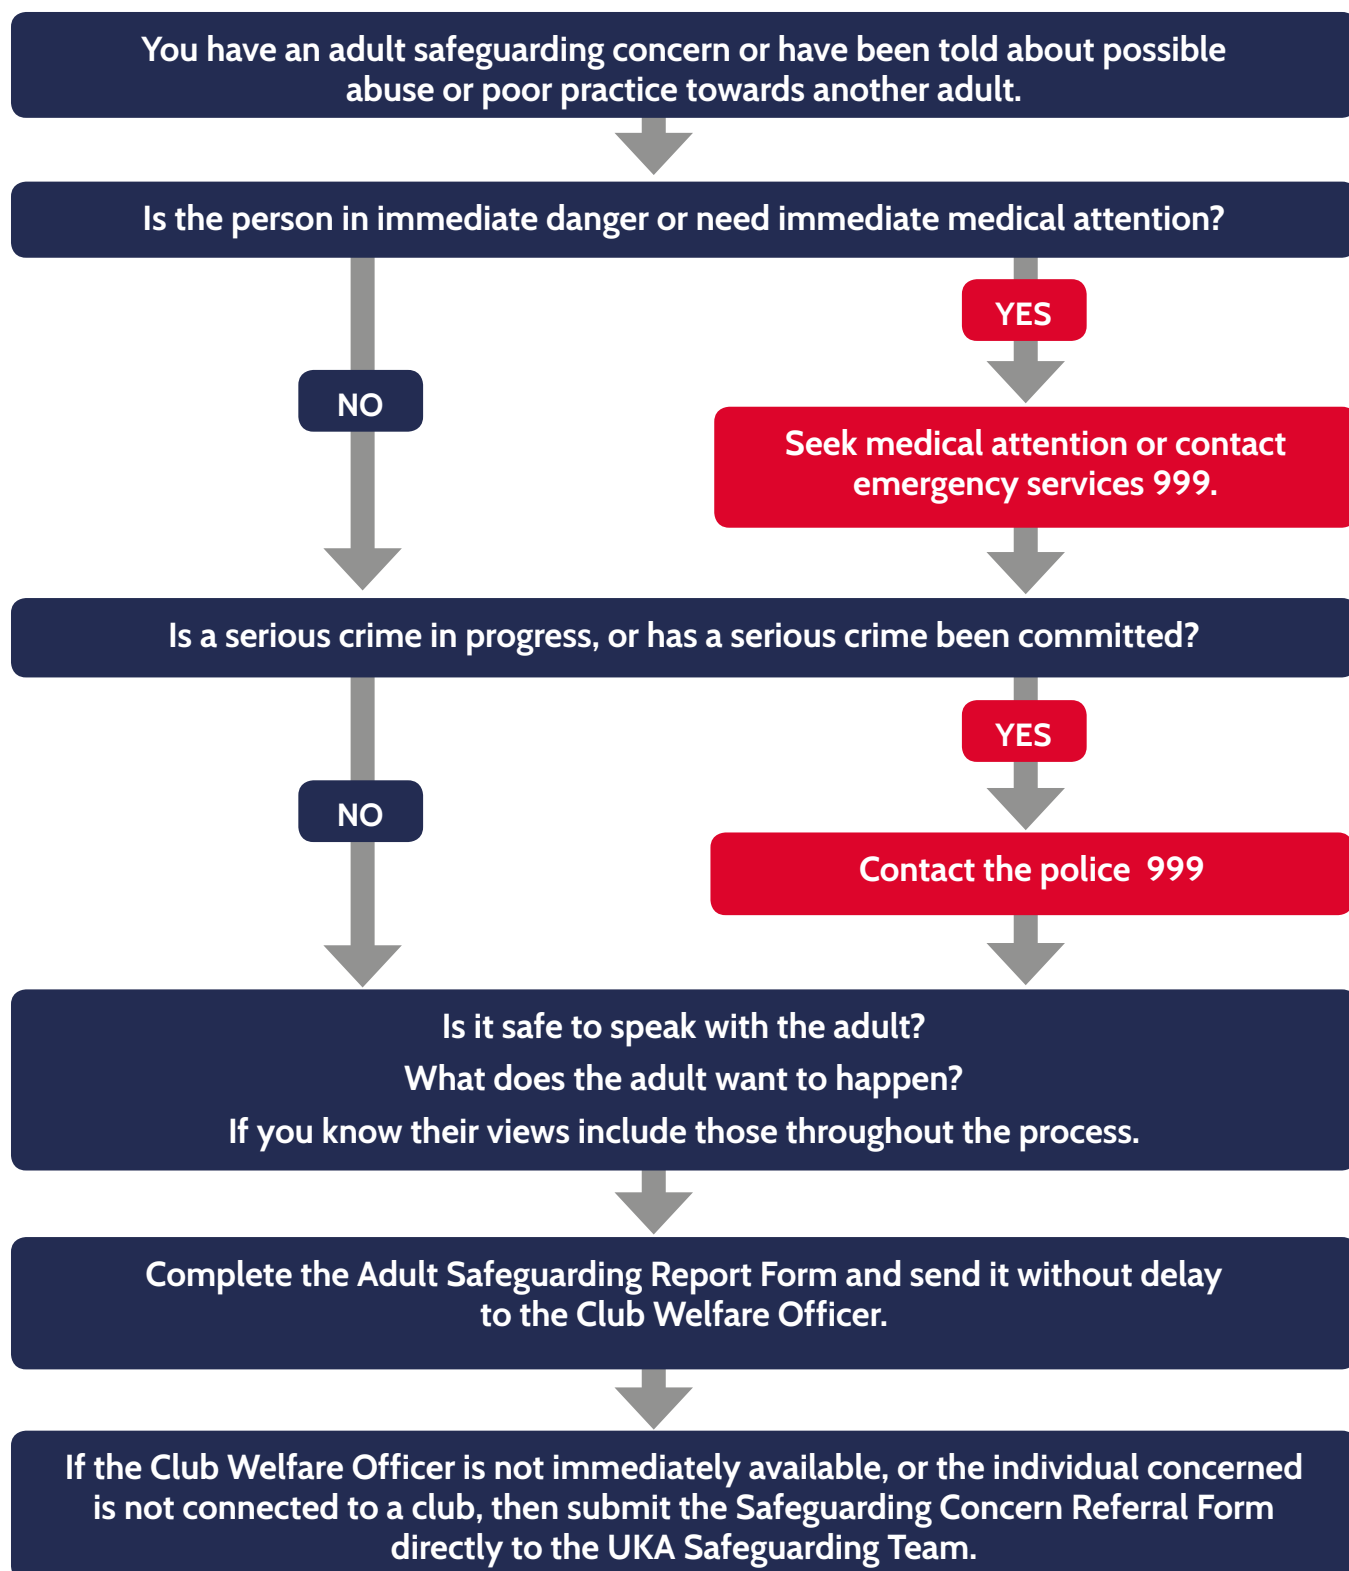 You have an adult safeguarding concern or have been told about possible
abuse or poor practice towards another adult.
Is the person in immediate danger or need immediate medical attention?
YES
NO
Seek medical attention or contact
emergency services 999.
Is a serious crime in progress, or has a serious crime been committed?
YES
NO
Contact the police 999
Is it safe to speak with the adult?
What does the adult want to happen?
If you know their views include those throughout the process.
Complete the Adult Safeguarding Report Form and send it without delay
to the Club Welfare Officer.
If the Club Welfare Officer is not immediately available, or the individual concerned
is not connected to a club, then submit the Safeguarding Concern Referral Form
directly to the UKA Safeguarding Team.